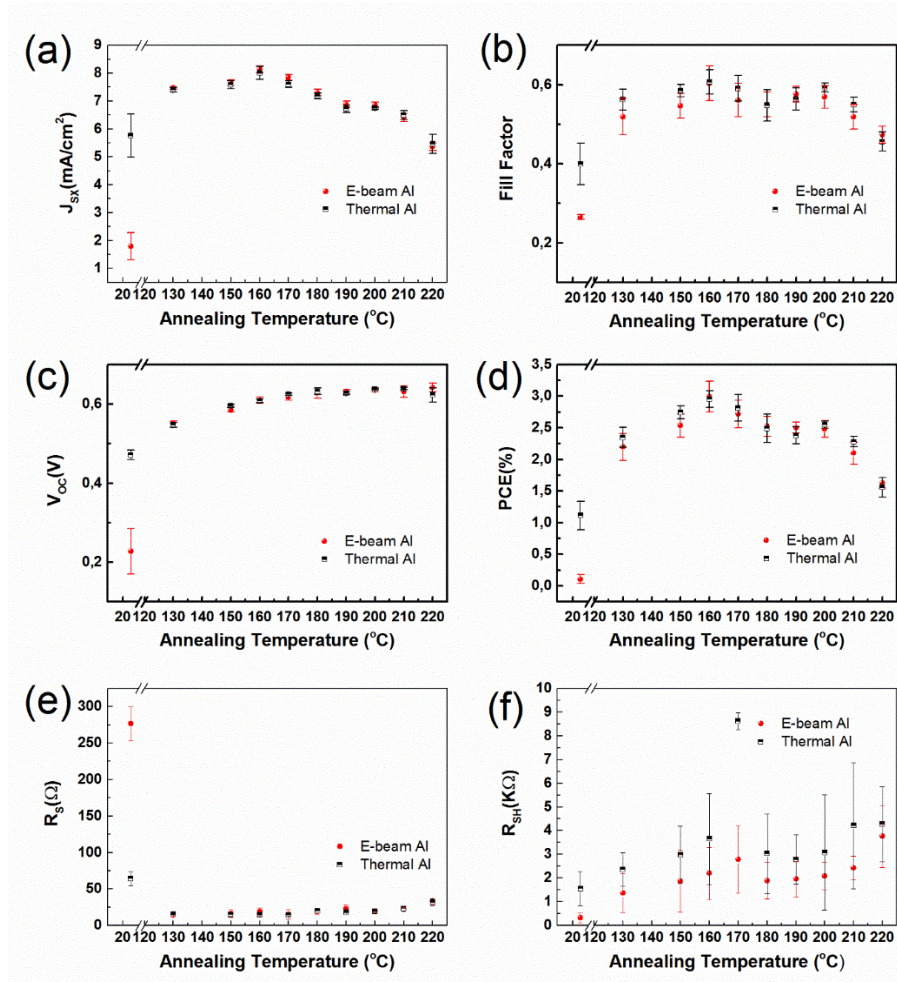 (a)
9
8
7
6
5
4
3
2
1
J_SX(mA/cm²)
E-beam Al
Thermal Al
20 120 130 140 150 160 170 180 190 200 210 220
Annealing Temperature (°C)
(b)
0,6
0,4
0,2
Fill Factor
E-beam Al
Thermal Al
20 120 130 140 150 160 170 180 190 200 210 220
Annealing Temperature (°C)
(c)
0,6
0,4
0,2
V_OC(V)
E-beam Al
Thermal Al
20 120 130 140 150 160 170 180 190 200 210 220
Annealing Temperature (°C)
(d)
3,5
3,0
2,5
2,0
1,5
1,0
0,5
0,0
PCE(%)
E-beam Al
Thermal Al
20 120 130 140 150 160 170 180 190 200 210 220
Annealing Temperature (°C)
(e)
300
250
200
150
100
50
0
R_S(Ω)
E-beam Al
Thermal Al
20 120 130 140 150 160 170 180 190 200 210 220
Annealing Temperature (°C)
(f)
10
9
8
7
6
5
4
3
2
1
0
R_SH(KΩ)
E-beam Al
Thermal Al
20 120 130 140 150 160 170 180 190 200 210 220
Annealing Temperature (°C)